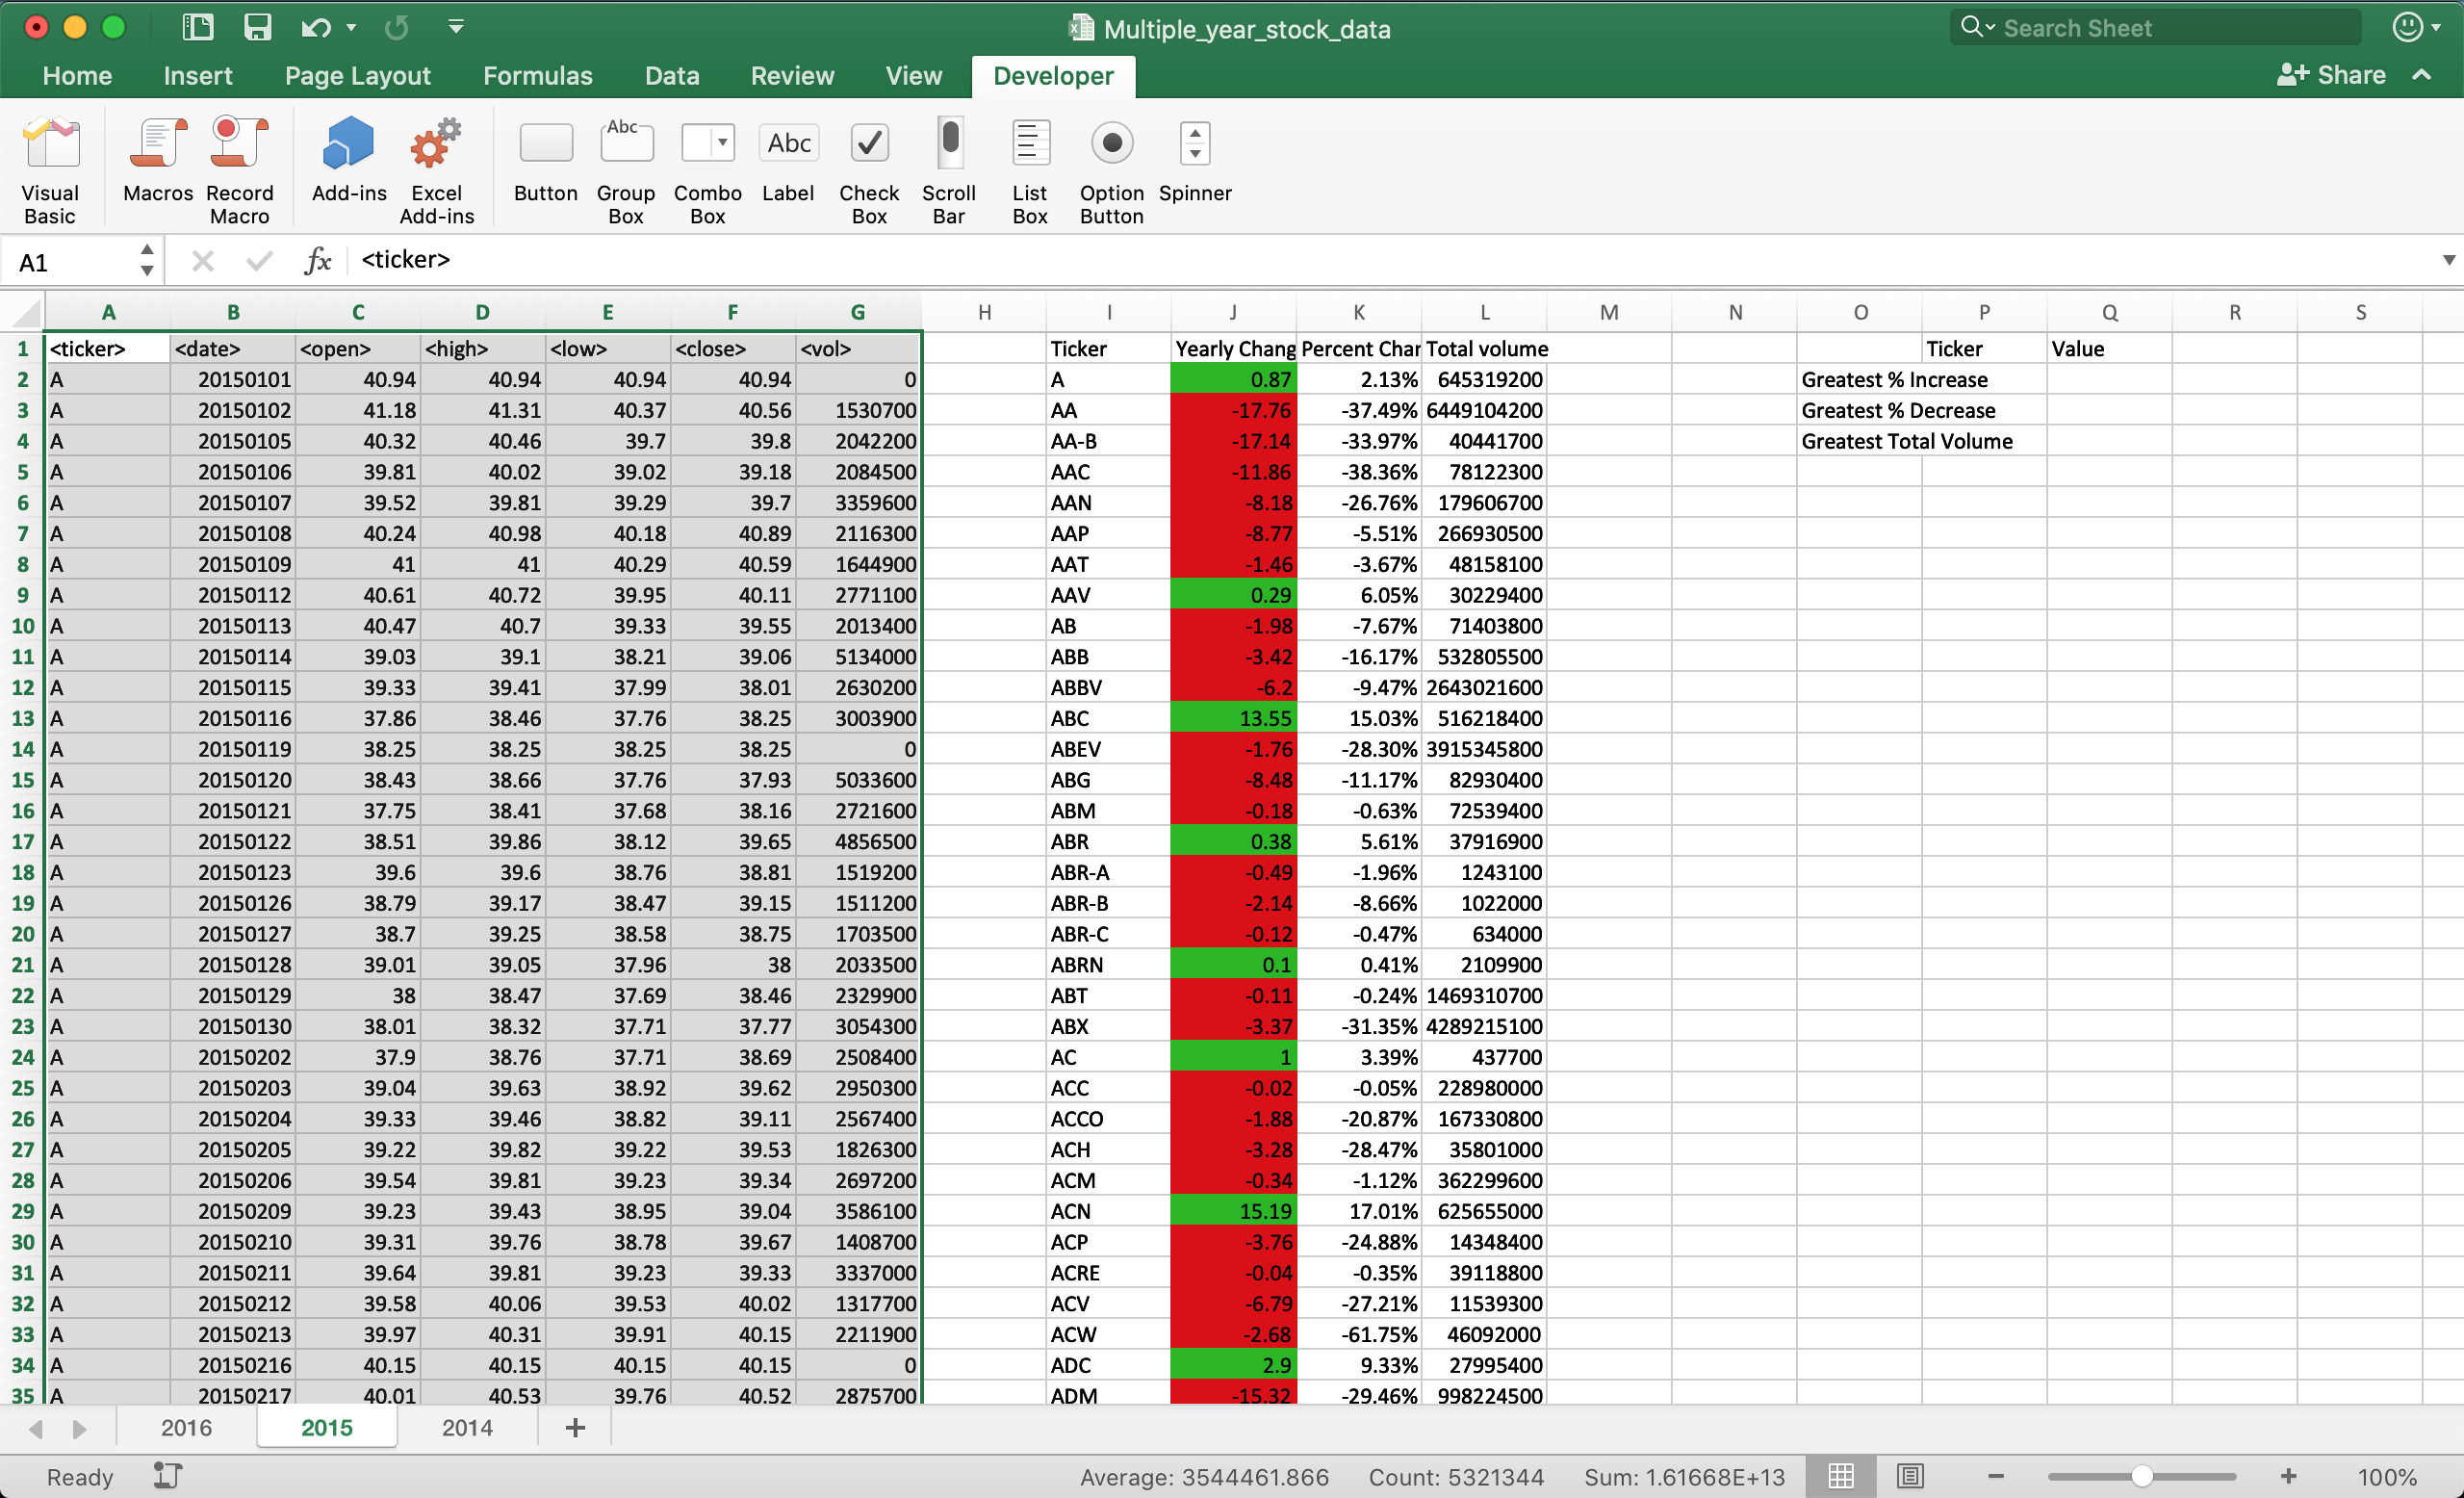 Multiple_year_stock_data
Search Sheet
Home Insert Page Layout Formulas Data Review View Developer Share
Visual Basic Macros Record Macro Add-ins Excel Add-ins Button Abc Group Box Combo Box Abc Label Check Box Scroll Bar List Box Option Button Spinner
A1 fx <ticker>
A B C D E F G H I J K L M N O P Q R S
1 <ticker> <date> <open> <high> <low> <close> <vol> Ticker Yearly Chang Percent Char Total volume Ticker Value
2 A 20150101 40.94 40.94 40.94 40.94 0 A 0.87 2.13% 645319200 Greatest % Increase
3 A 20150102 41.18 41.31 40.37 40.56 1530700 AA -17.76 -37.49% 6449104200 Greatest % Decrease
4 A 20150105 40.32 40.46 39.7 39.8 2042200 AA-B -17.14 -33.97% 40441700 Greatest Total Volume
5 A 20150106 39.81 40.02 39.02 39.18 2084500 AAC -11.86 -38.36% 78122300
6 A 20150107 39.52 39.81 39.29 39.7 3359600 AAN -8.18 -26.76% 179606700
7 A 20150108 40.24 40.98 40.18 40.89 2116300 AAP -8.77 -5.51% 266930500
8 A 20150109 41 41 40.29 40.59 1644900 AAT -1.46 -3.67% 48158100
9 A 20150112 40.61 40.72 39.95 40.11 2771100 AAV 0.29 6.05% 30229400
10 A 20150113 40.47 40.7 39.33 39.55 2013400 AB -1.98 -7.67% 71403800
11 A 20150114 39.03 39.1 38.21 39.06 5134000 ABB -3.42 -16.17% 532805500
12 A 20150115 39.33 39.41 37.99 38.01 2630200 ABBV -6.2 -9.47% 2643021600
13 A 20150116 37.86 38.46 37.76 38.25 3003900 ABC 13.55 15.03% 516218400
14 A 20150119 38.25 38.25 38.25 38.25 0 ABEV -1.76 -28.30% 3915345800
15 A 20150120 38.43 38.66 37.76 37.93 5033600 ABG -8.48 -11.17% 82930400
16 A 20150121 37.75 38.41 37.68 38.16 2721600 ABM -0.18 -0.63% 72539400
17 A 20150122 38.51 39.86 38.12 39.65 4856500 ABR 0.38 5.61% 37916900
18 A 20150123 39.6 39.6 38.76 38.81 1519200 ABR-A -0.49 -1.96% 1243100
19 A 20150126 38.79 39.17 38.47 39.15 1511200 ABR-B -2.14 -8.66% 1022000
20 A 20150127 38.7 39.25 38.58 38.75 1703500 ABR-C -0.12 -0.47% 634000
21 A 20150128 39.01 39.05 37.96 38 2033500 ABRN 0.1 0.41% 2109900
22 A 20150129 38 38.47 37.69 38.46 2329900 ABT -0.11 -0.24% 1469310700
23 A 20150130 38.01 38.32 37.71 37.77 3054300 ABX -3.37 -31.35% 4289215100
24 A 20150202 37.9 38.76 37.71 38.69 2508400 AC 1 3.39% 437700
25 A 20150203 39.04 39.63 38.92 39.62 2950300 ACC -0.02 -0.05% 228980000
26 A 20150204 39.33 39.46 38.82 39.11 2567400 ACCO -1.88 -20.87% 167330800
27 A 20150205 39.22 39.82 39.22 39.53 1826300 ACH -3.28 -28.47% 35801000
28 A 20150206 39.54 39.81 39.23 39.34 2697200 ACM -0.34 -1.12% 362299600
29 A 20150209 39.23 39.43 38.95 39.04 3586100 ACN 15.19 17.01% 625655000
30 A 20150210 39.31 39.76 38.78 39.67 1408700 ACP -3.76 -24.88% 14348400
31 A 20150211 39.64 39.81 39.23 39.33 3337000 ACRE -0.04 -0.35% 39118800
32 A 20150212 39.58 40.06 39.53 40.02 1317700 ACV -6.79 -27.21% 11539300
33 A 20150213 39.97 40.31 39.91 40.15 2211900 ACW -2.68 -61.75% 46092000
34 A 20150216 40.15 40.15 40.15 40.15 0 ADC 2.9 9.33% 27995400
35 A 20150217 40.01 40.53 39.76 40.52 2875700 ADM -15.32 -29.46% 998224500
2016 2015 2014 +
Ready Average: 3544461.866 Count: 5321344 Sum: 1.61668E+13 100%